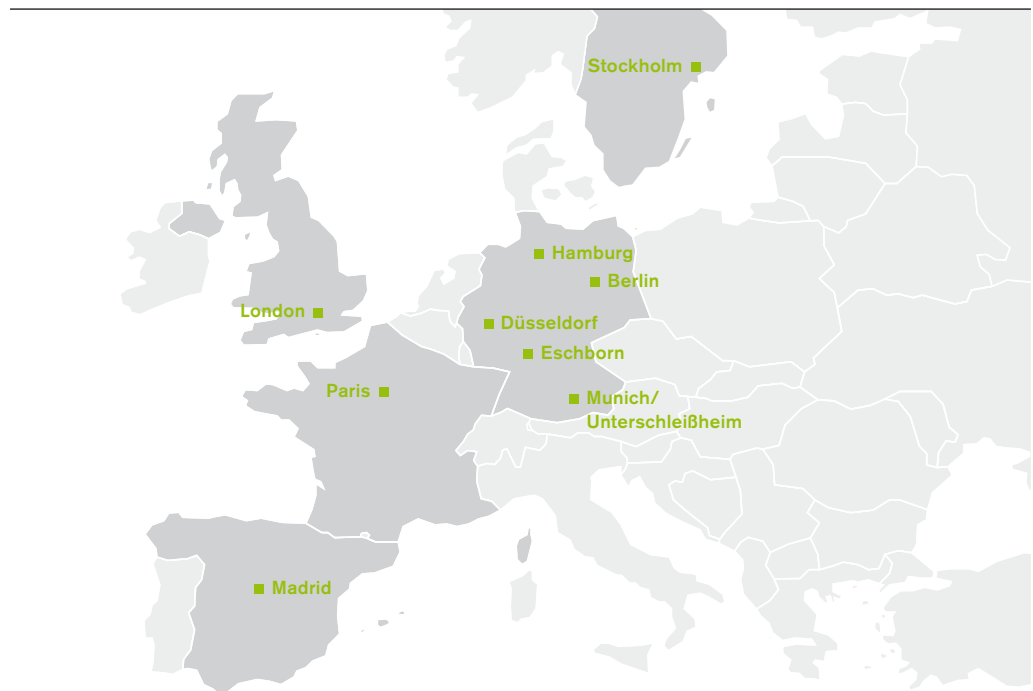 Stockholm
Hamburg
Berlin
London
Düsseldorf
Eschborn
Paris
Munich/
Unterschleißheim
Madrid